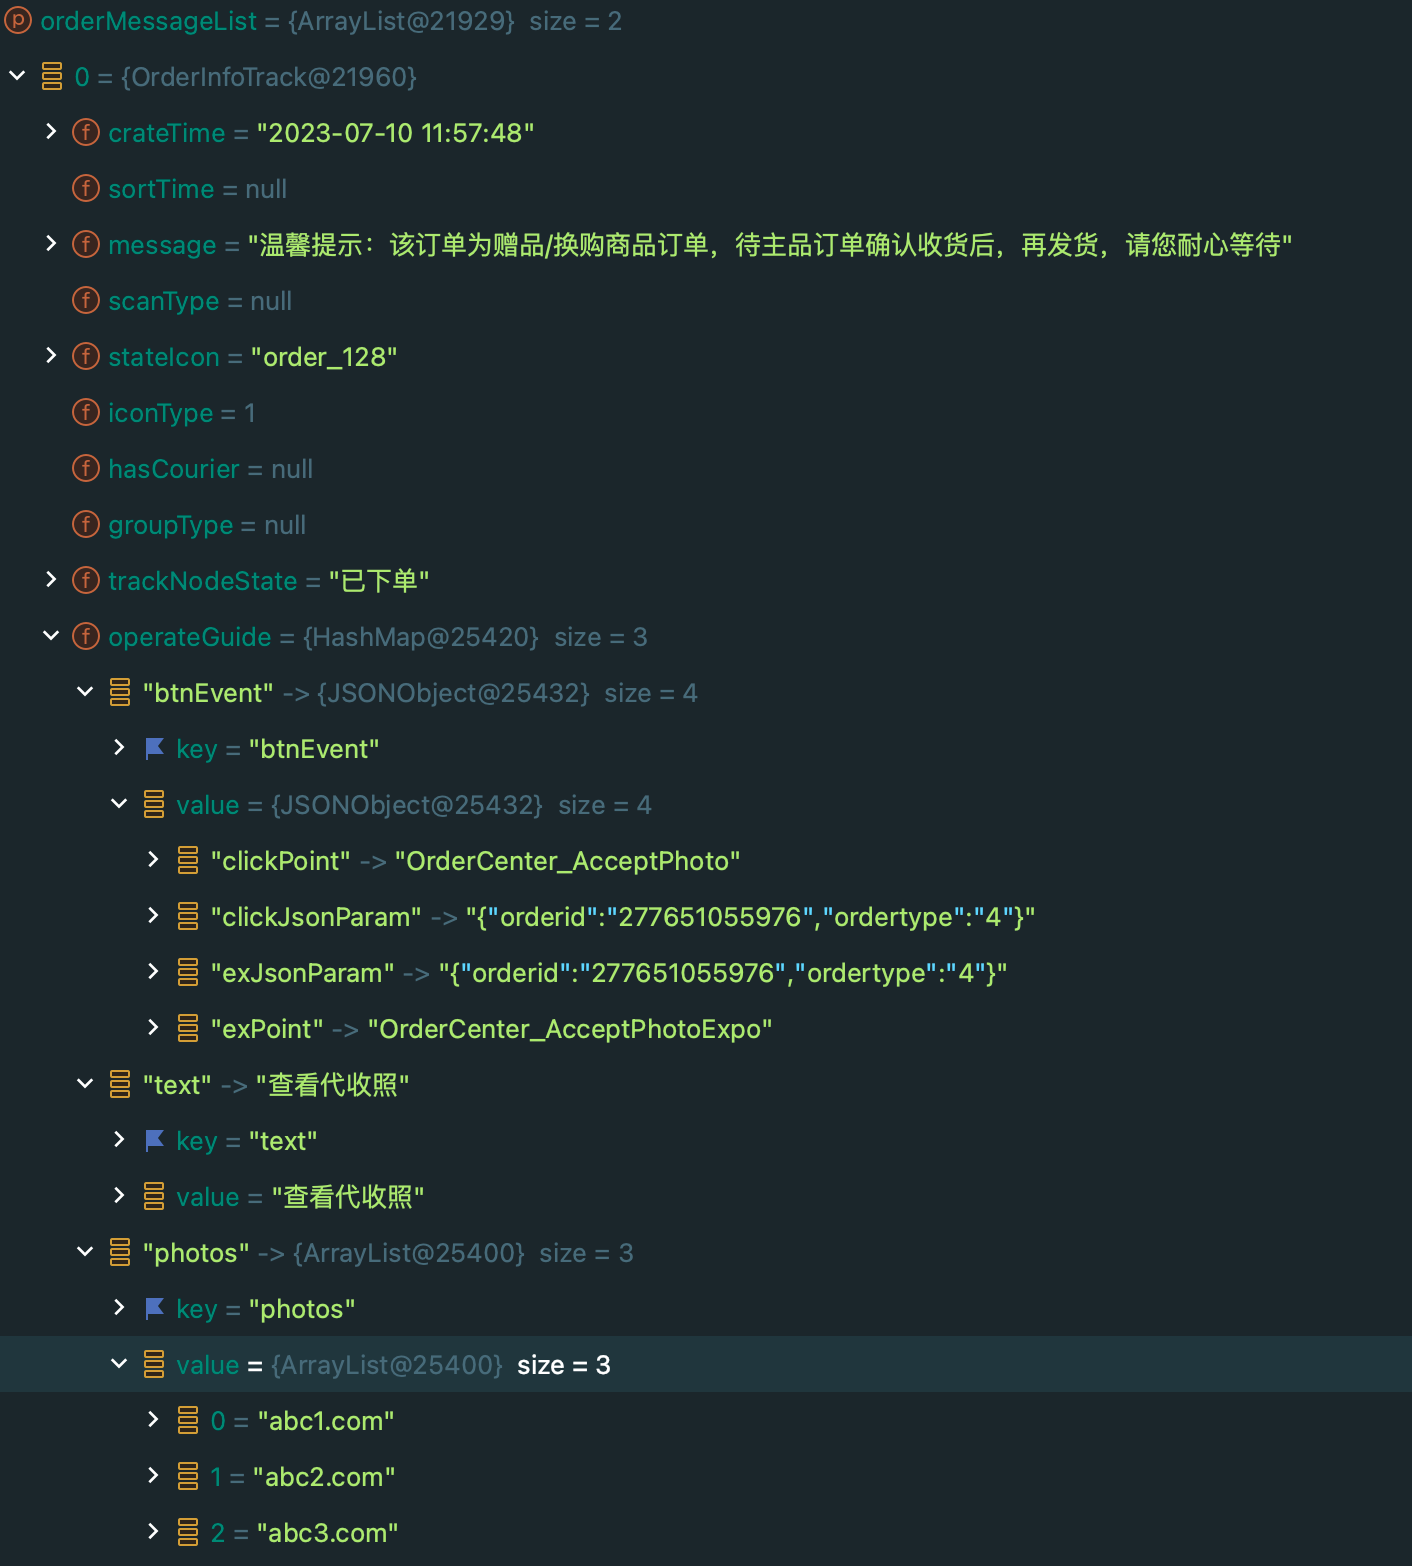 orderMessageList = {ArrayList@21929} size = 2
0 = {OrderInfoTrack@21960}
crateTime = "2023-07-10 11:57:48"
sortTime = null
message = "温馨提示：该订单为赠品/换购商品订单，待主品订单确认收货后，再发货，请您耐心等待"
scanType = null
stateIcon = "order_128"
iconType = 1
hasCourier = null
groupType = null
trackNodeState = "已下单"
operateGuide = {HashMap@25420} size = 3
"btnEvent" -> {JSONObject@25432} size = 4
key = "btnEvent"
value = {JSONObject@25432} size = 4
"clickPoint" -> "OrderCenter_AcceptPhoto"
"clickJsonParam" -> "{"orderid":"277651055976","ordertype":"4"}"
"exJsonParam" -> "{"orderid":"277651055976","ordertype":"4"}"
"exPoint" -> "OrderCenter_AcceptPhotoExpo"
"text" -> "查看代收照"
key = "text"
value = "查看代收照"
"photos" -> {ArrayList@25400} size = 3
key = "photos"
value = {ArrayList@25400} size = 3
0 = "abc1.com"
1 = "abc2.com"
2 = "abc3.com"